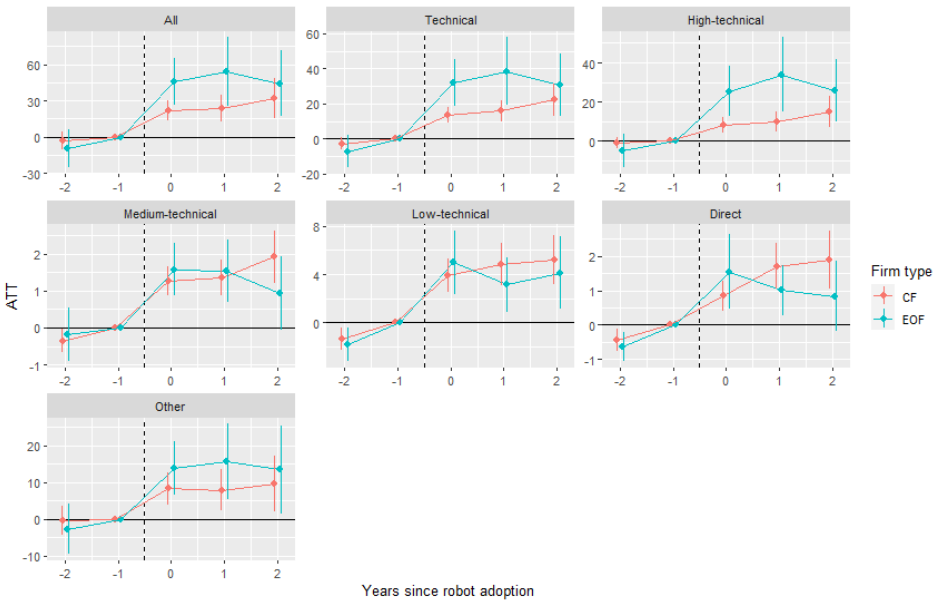 All
Technical
High-technical
60
30
0
-30
-2 -1 0 1 2
60
40
20
0
-20
-2 -1 0 1 2
40
20
0
-2 -1 0 1 2
Medium-technical
Low-technical
Direct
2
1
0
-1
-2 -1 0 1 2
8
4
0
-2 -1 0 1 2
2
1
0
-1
-2 -1 0 1 2
Other
20
10
0
-10
-2 -1 0 1 2
ATT
Years since robot adoption
Firm type
CF
EOF